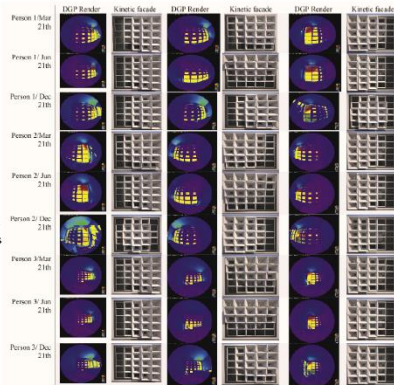 DGP Render Kinetic facade DGP Render Kinetic facade DGP Render Kinetic facade
Person 1/Mar
21th
Person 1/ Jun
21th
Person 1/ Dec
21th
Person 2/Mar
21th
Person 2/ Jun
21th
Person 2/ Dec
21th
Person 3/Mar
21th
Person 3/ Jun
21th
Person 3/ Dec
21th